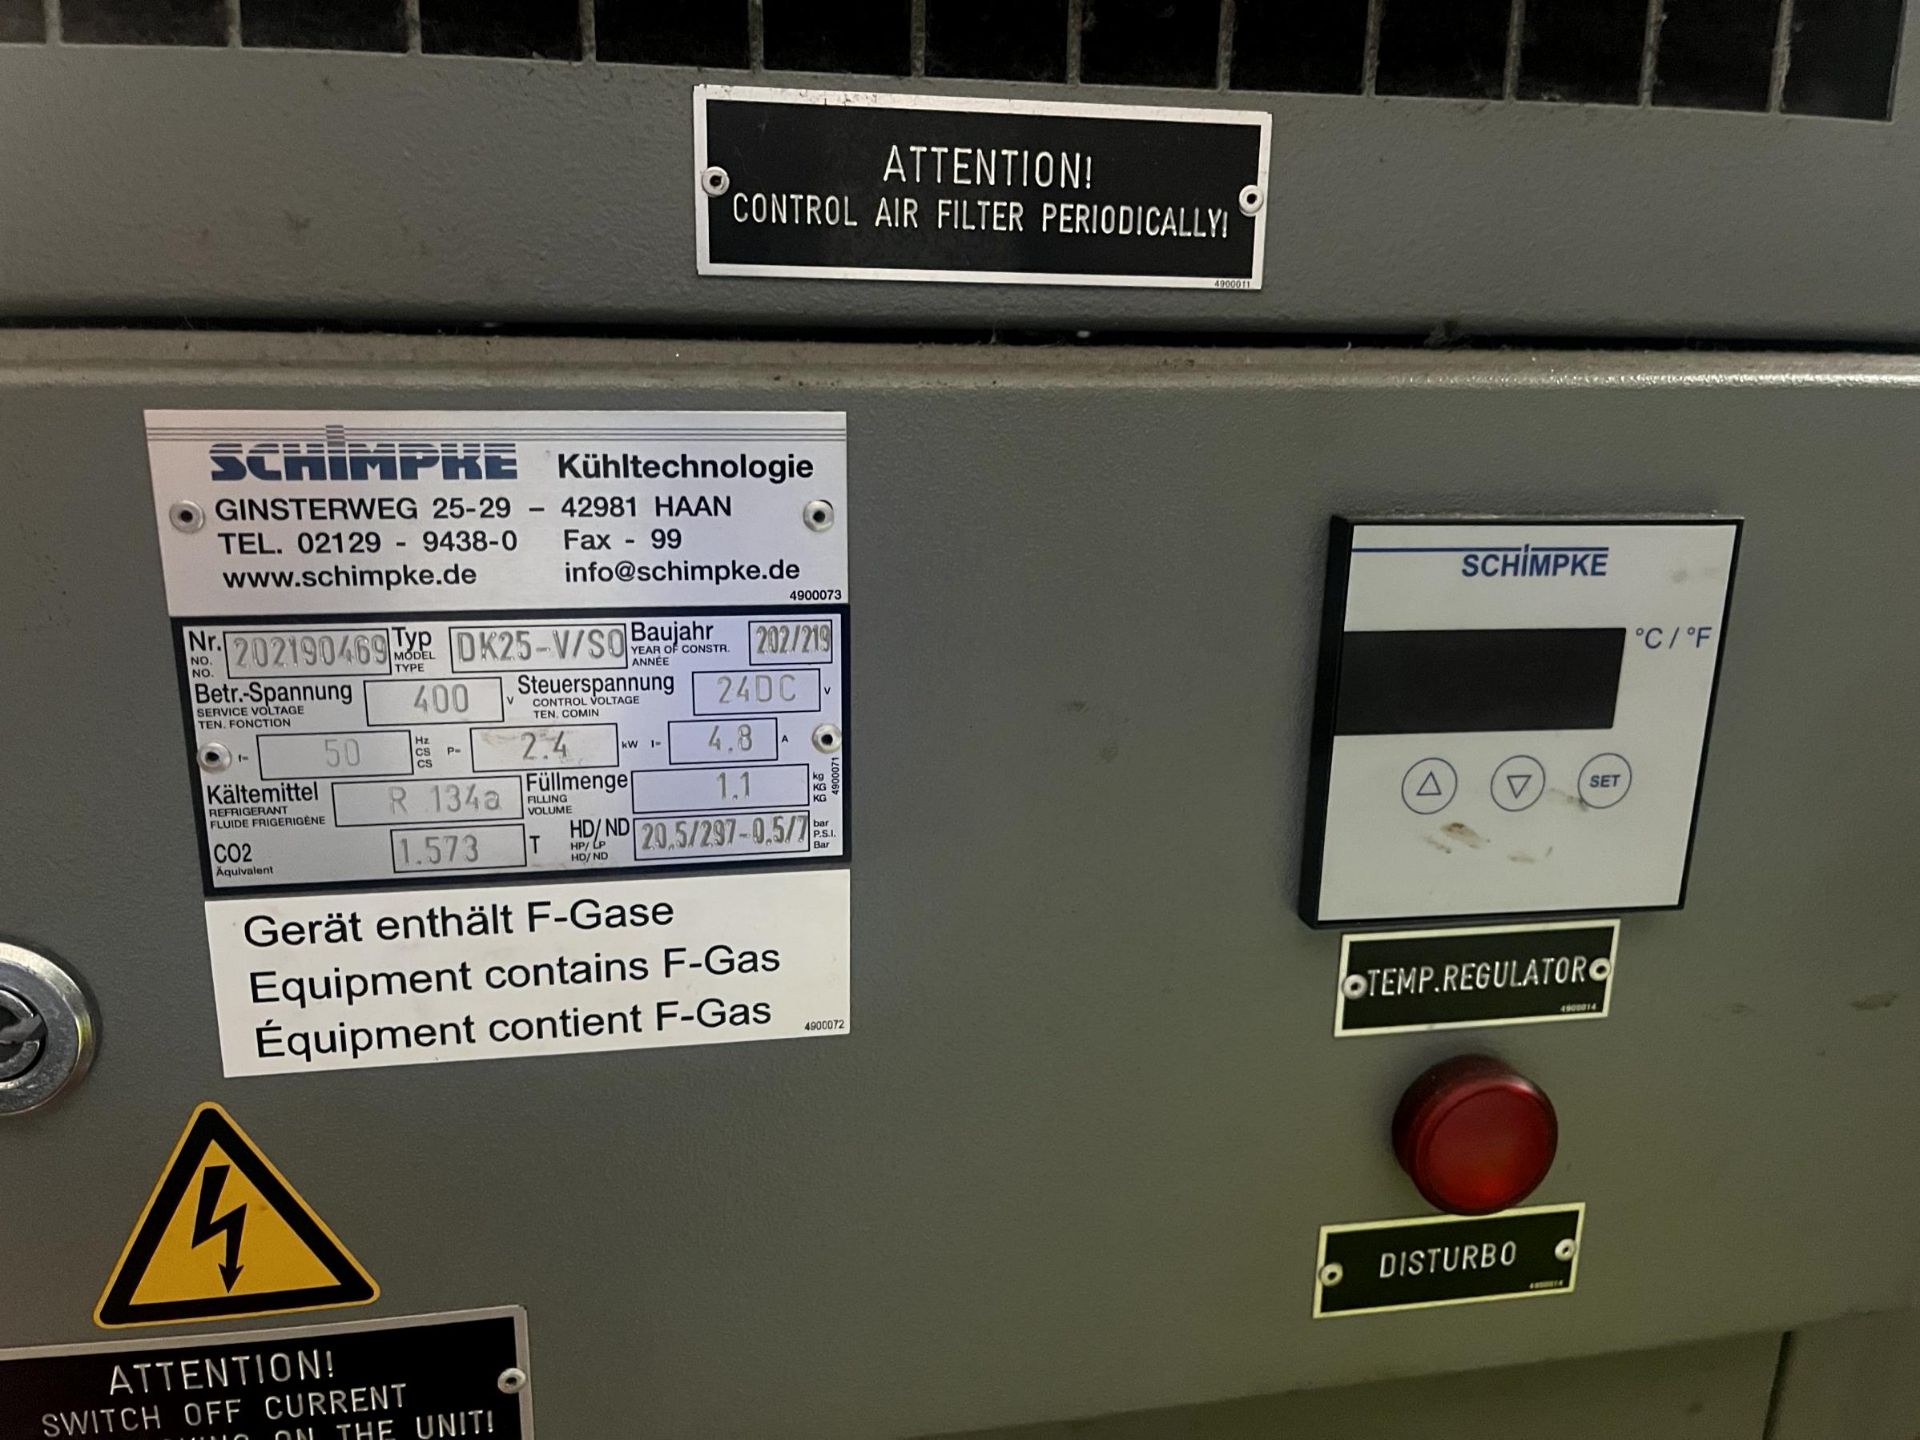 ATTENTION!
CONTROL AIR FILTER PERIODICALLY!
4900011
SCHIMPKE Kühltechnologie
GINSTERWEG 25-29 – 42981 HAAN
TEL. 02129 - 9438-0 Fax - 99
www.schimpke.de info@schimpke.de
4900073
Nr. NO. NO. 202190469 Typ MODEL TYPE DK25-V/SO Baujahr YEAR OF CONSTR. ANNÉE 202/219
Betr.-Spannung SERVICE VOLTAGE TEN. FONCTION 400 V Steuerspannung CONTROL VOLTAGE TEN. COMIN 24DC V
f= 50 Hz CS CS P= 2.4 kW I= 4.8 A
Kältemittel REFRIGERANT FLUIDE FRIGERIGÈNE R 134a Füllmenge FILLING VOLUME 1.1 kg KG KG
4900071
CO2 Äquivalent 1.573 T HD/ND HP/LP HD/ND 20,5/297-0,5/7 bar P.S.I. Bar
Gerät enthält F-Gase
Equipment contains F-Gas
Équipment contient F-Gas
4900072
SCHIMPKE
°C / °F
SET
TEMP.REGULATOR
4900014
DISTURBO
4900014
ATTENTION!
SWITCH OFF CURRENT
ON THE UNIT!